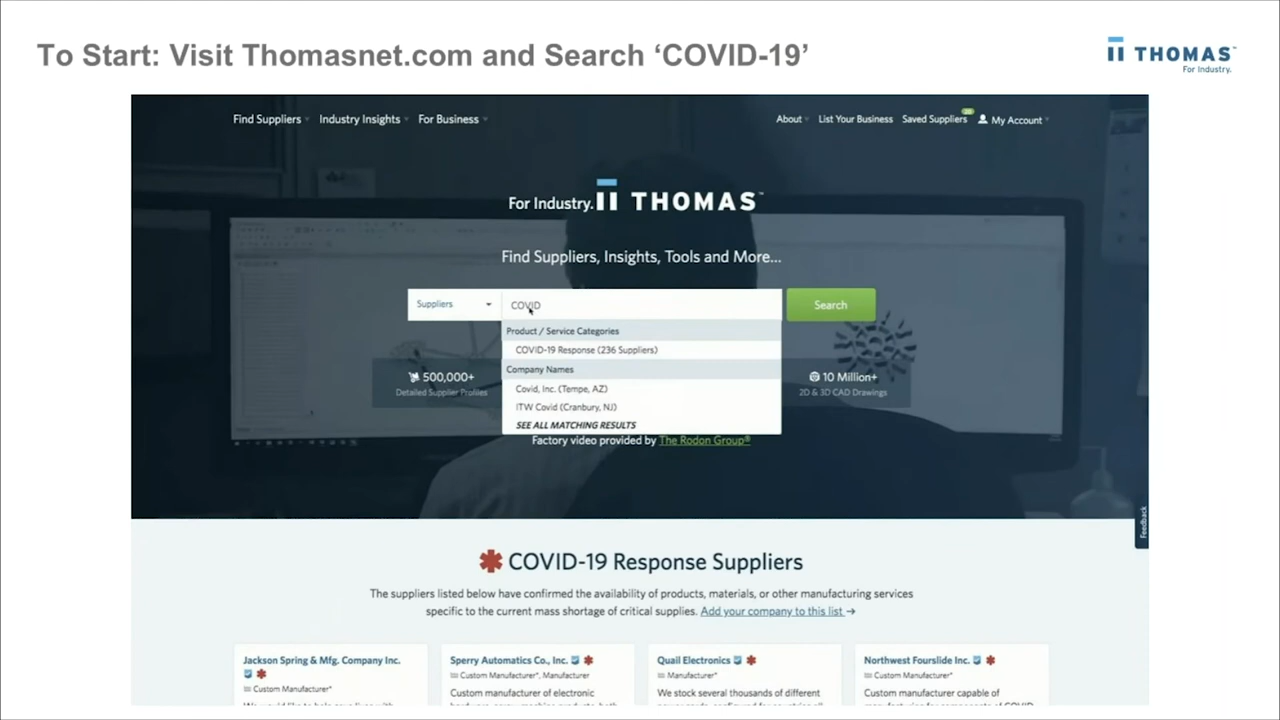 To Start: Visit Thomasnet.com and Search ‘COVID-19’
THOMAS™
For Industry.
Find Suppliers Industry Insights For Business
About List Your Business Saved Suppliers My Account
For Industry. THOMAS™
Find Suppliers, Insights, Tools and More...
Suppliers COVID Search
Product / Service Categories
COVID-19 Response (236 Suppliers)
Company Names
500,000+
Detailed Supplier Profiles
Covid, Inc. (Tempe, AZ)
ITW Covid (Cranbury, NJ)
SEE ALL MATCHING RESULTS
10 Million+
2D & 3D CAD Drawings
Factory video provided by The Rodon Group®
Feedback
COVID-19 Response Suppliers
The suppliers listed below have confirmed the availability of products, materials, or other manufacturing services
specific to the current mass shortage of critical supplies. Add your company to this list →
Jackson Spring & Mfg. Company Inc.
Custom Manufacturer*
Sperry Automatics Co., Inc.
Custom Manufacturer*, Manufacturer
Custom manufacturer of electronic
Quail Electronics
Manufacturer*
We stock several thousands of different
Northwest Fourslide Inc.
Custom Manufacturer*
Custom manufacturer capable of